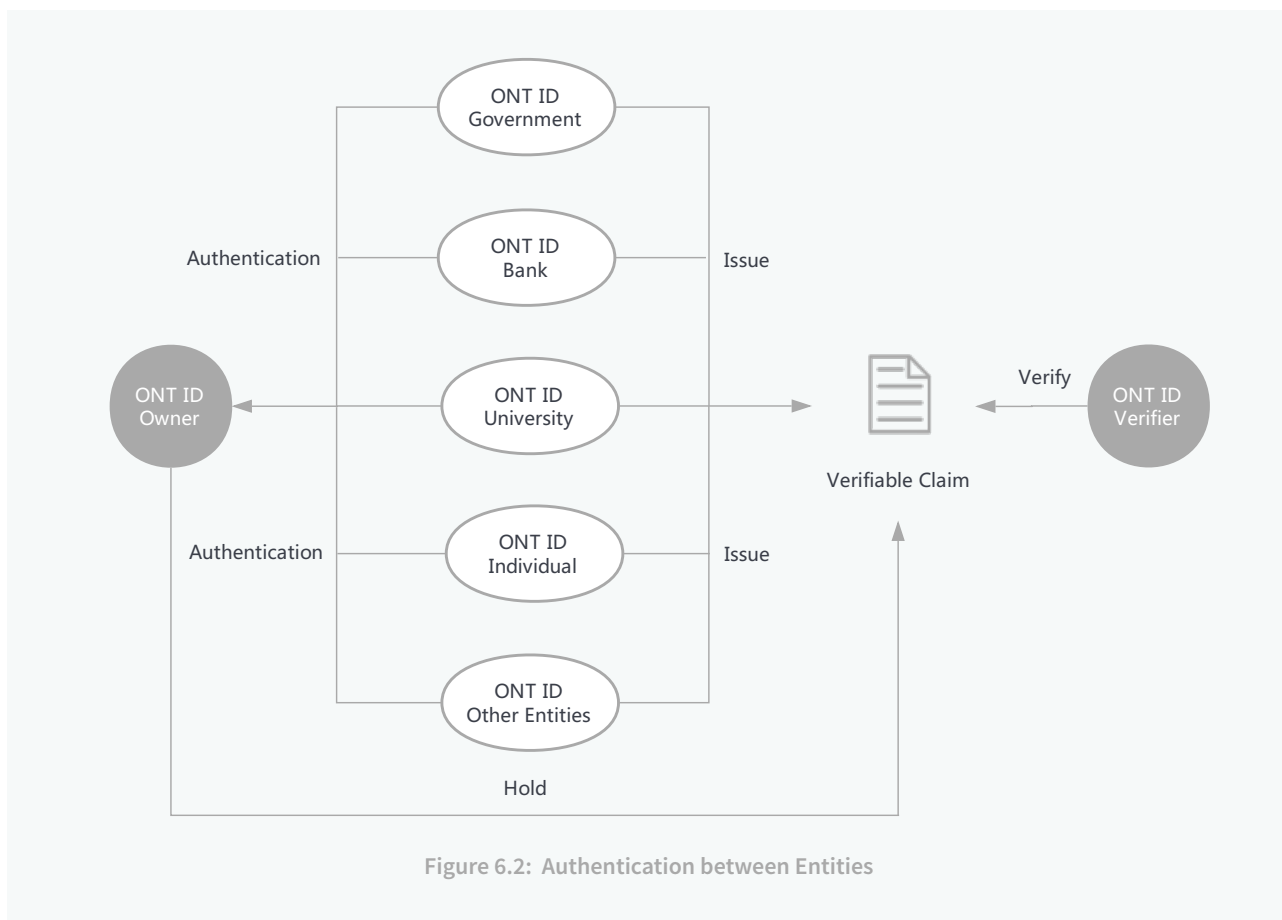 ONT ID
Government
Authentication
ONT ID
Bank
Issue
ONT ID
Owner
ONT ID
University
Verify
ONT ID
Verifier
Verifiable Claim
Authentication
ONT ID
Individual
Issue
ONT ID
Other Entities
Hold
Figure 6.2: Authentication between Entities